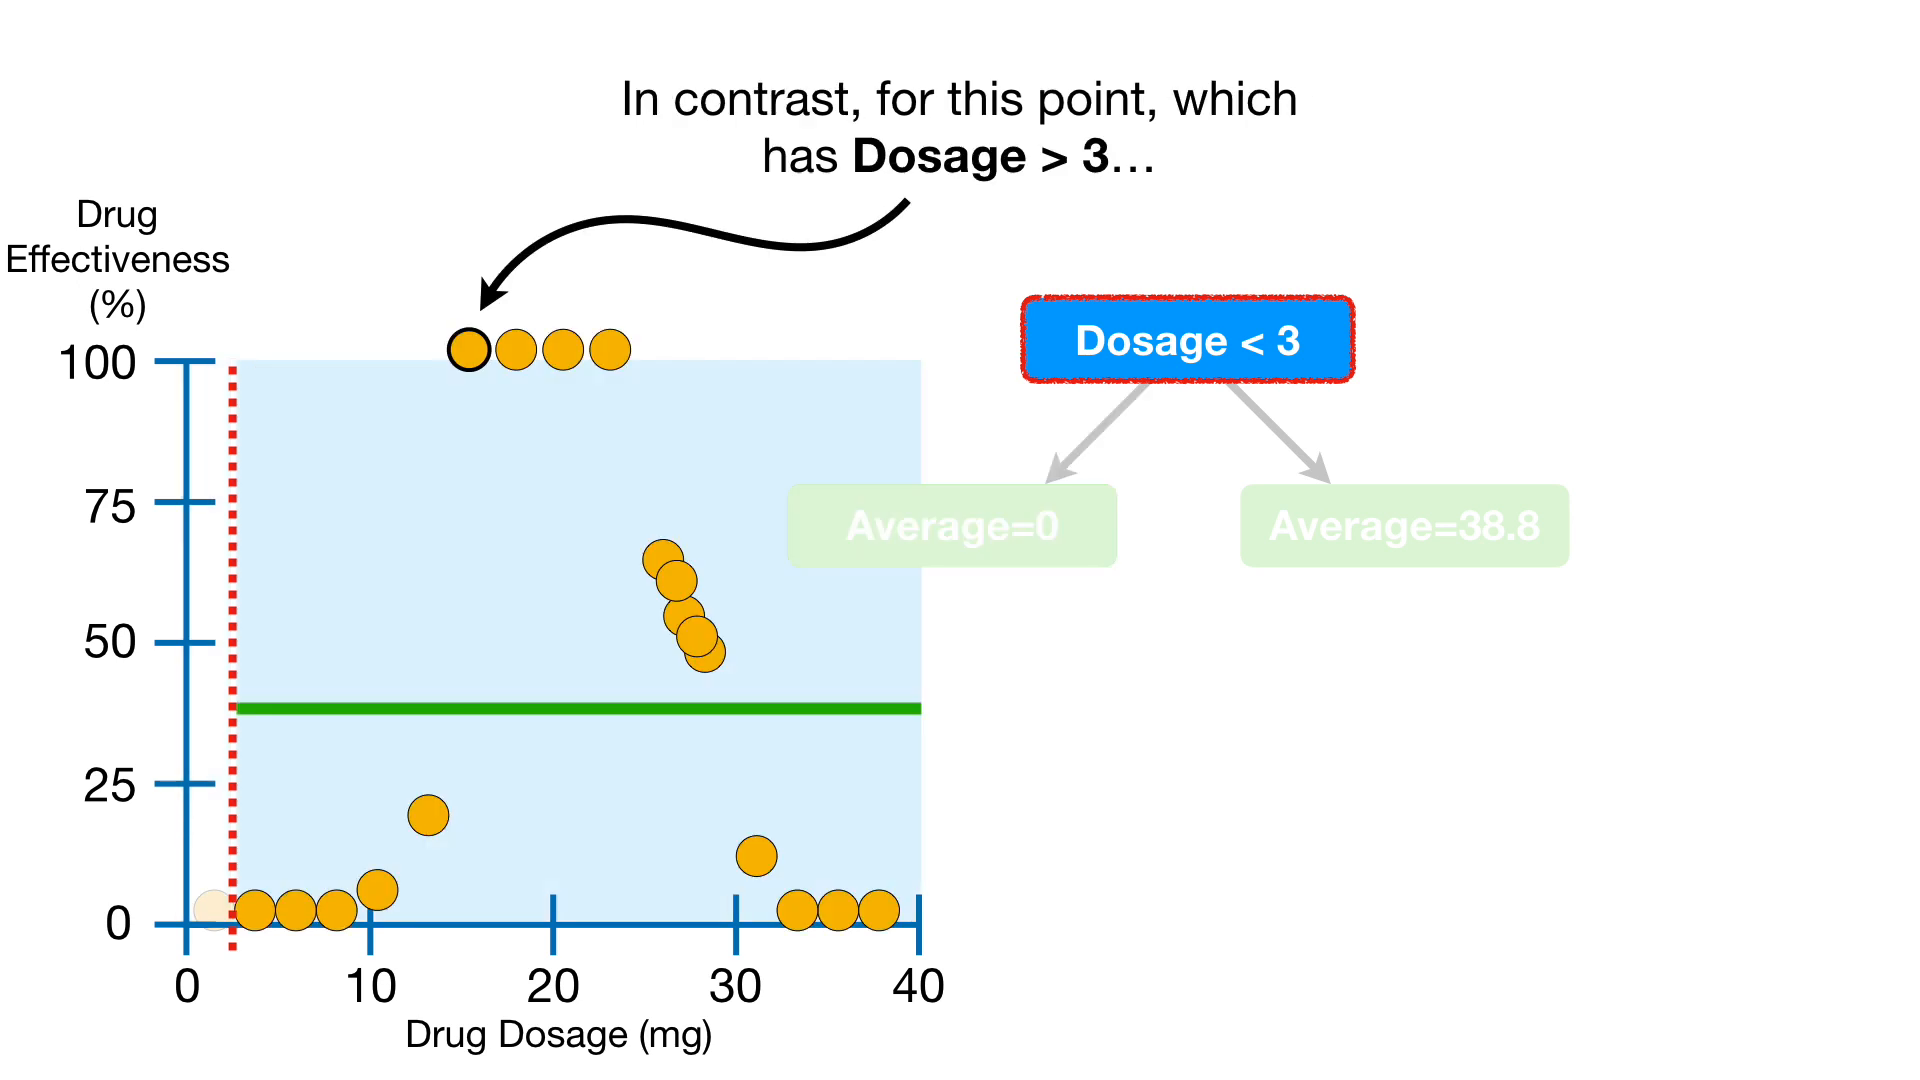 In contrast, for this point, which
has Dosage > 3…
Drug
Effectiveness
(%)
100
75
50
25
0
0
10
20
30
40
Drug Dosage (mg)
Dosage < 3
Average=0
Average=38.8